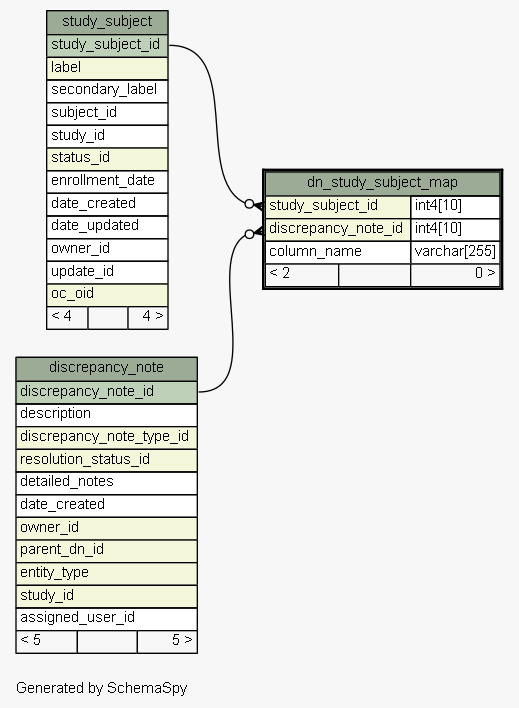 study_subject
study_subject_id
label
secondary_label
subject_id
study_id
status_id
enrollment_date
date_created
date_updated
owner_id
update_id
oc_oid
< 4 4 >
dn_study_subject_map
study_subject_id int4[10]
discrepancy_note_id int4[10]
column_name varchar[255]
< 2 0 >
discrepancy_note
discrepancy_note_id
description
discrepancy_note_type_id
resolution_status_id
detailed_notes
date_created
owner_id
parent_dn_id
entity_type
study_id
assigned_user_id
< 5 5 >
Generated by SchemaSpy